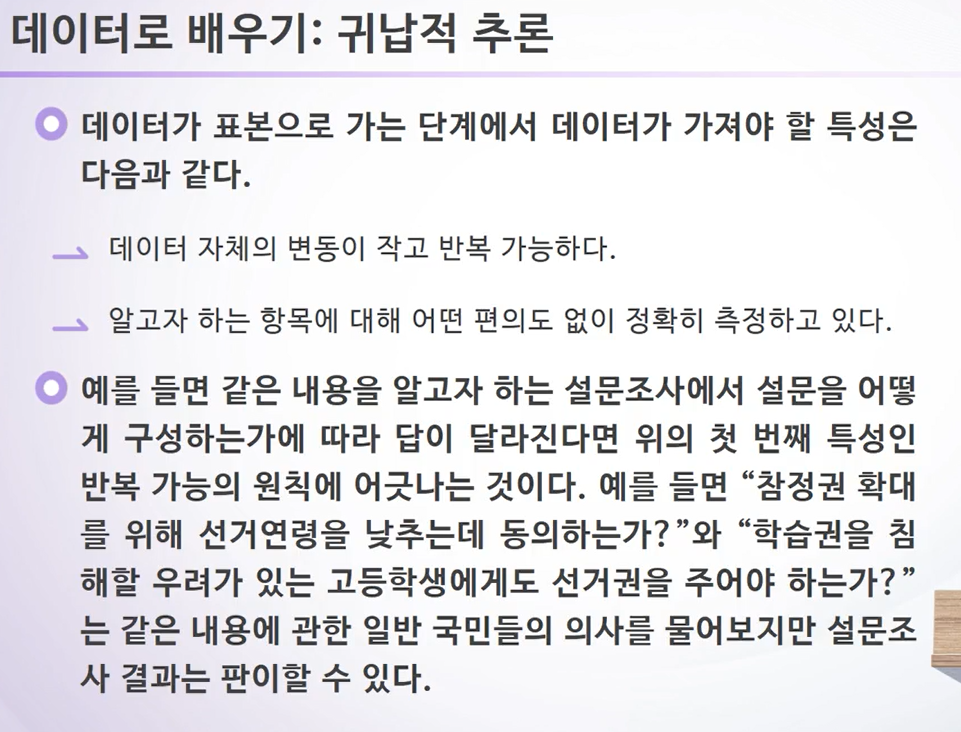 데이터로 배우기: 귀납적 추론
데이터가 표본으로 가는 단계에서 데이터가 가져야 할 특성은
다음과 같다.
데이터 자체의 변동이 작고 반복 가능하다.
알고자 하는 항목에 대해 어떤 편의도 없이 정확히 측정하고 있다.
예를 들면 같은 내용을 알고자 하는 설문조사에서 설문을 어떻
게 구성하는가에 따라 답이 달라진다면 위의 첫 번째 특성인
반복 가능의 원칙에 어긋나는 것이다. 예를 들면 “참정권 확대
를 위해 선거연령을 낮추는데 동의하는가?”와 “학습권을 침
해할 우려가 있는 고등학생에게도 선거권을 주어야 하는가?”
는 같은 내용에 관한 일반 국민들의 의사를 물어보지만 설문조
사 결과는 판이할 수 있다.